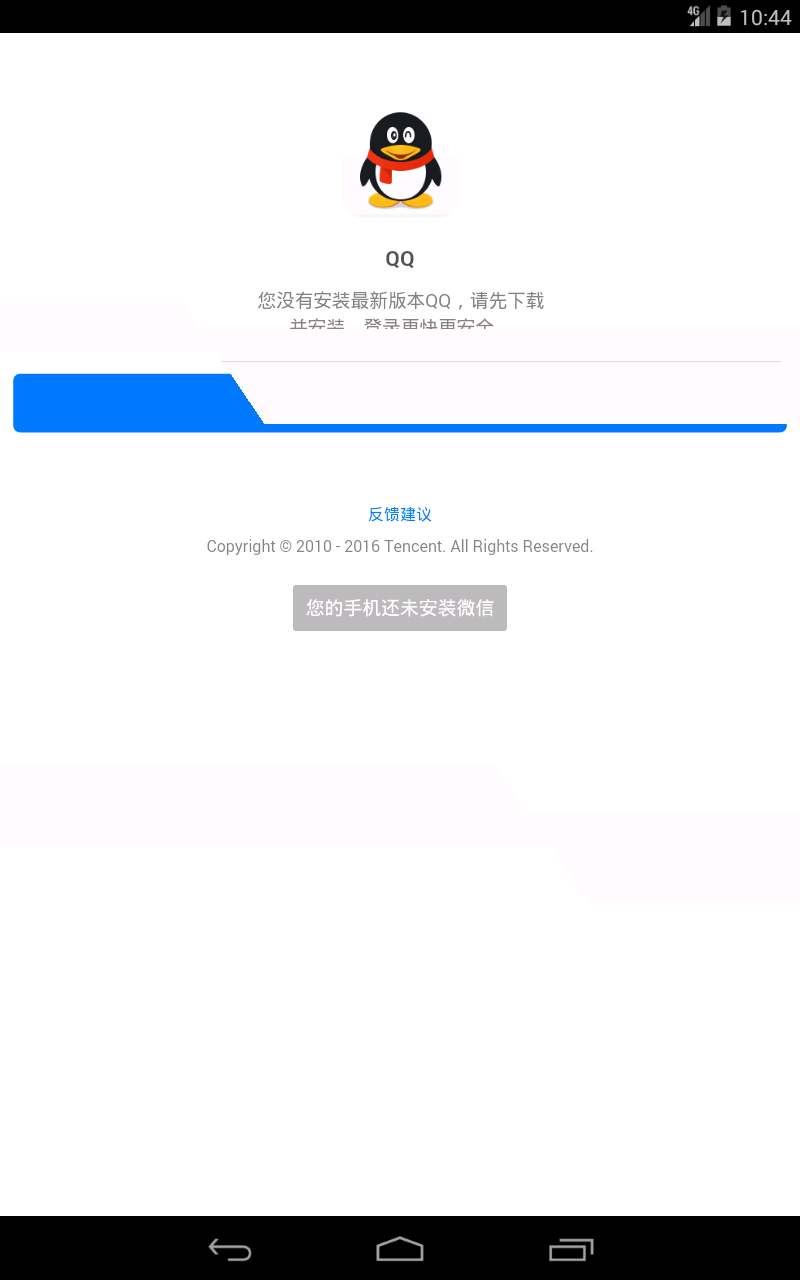 4G 10:44
QQ
您没有安装最新版本QQ，请先下载
并安装，登录更快更安全
反馈建议
Copyright © 2010 - 2016 Tencent. All Rights Reserved.
您的手机还未安装微信